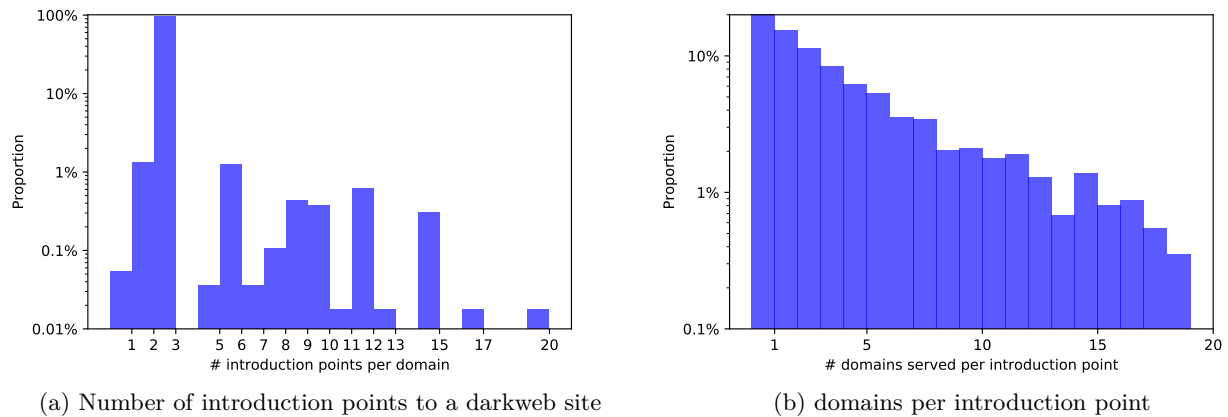 100%
10%
1%
0.1%
0.01%
Proportion
1 2 3 5 6 7 8 9 10 11 12 13 15 17 20
# introduction points per domain
(a) Number of introduction points to a darkweb site
10%
1%
0.1%
Proportion
1 5 10 15 20
# domains served per introduction point
(b) domains per introduction point